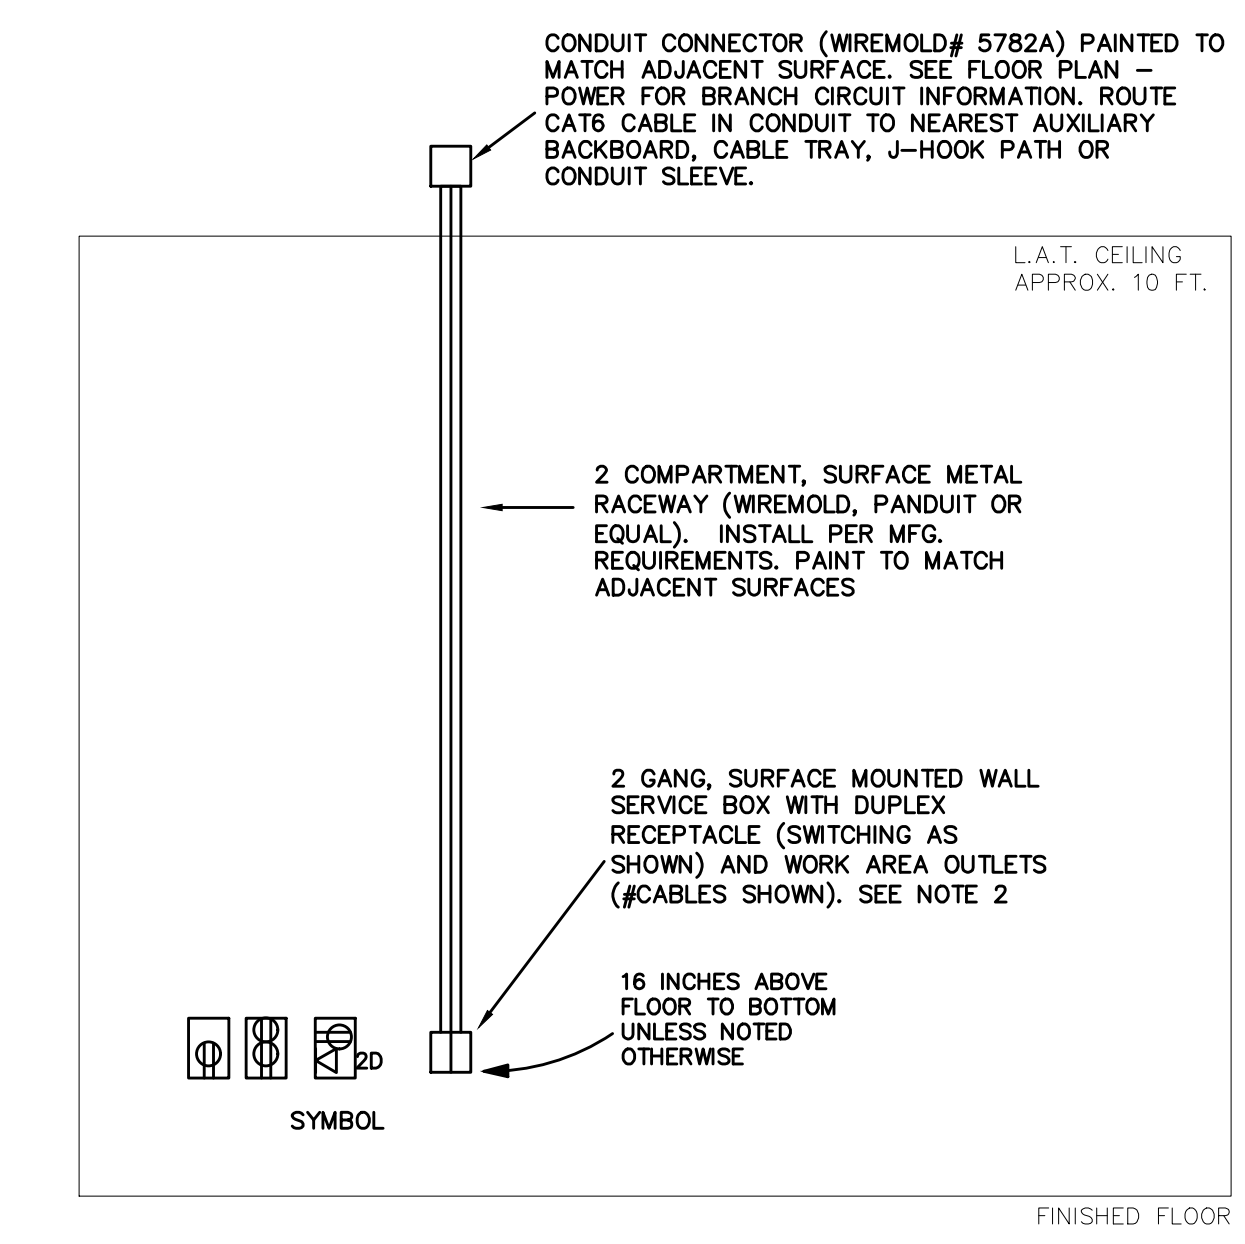 CONDUIT CONNECTOR (WIREMOLD# 5782A) PAINTED TO
MATCH ADJACENT SURFACE. SEE FLOOR PLAN –
POWER FOR BRANCH CIRCUIT INFORMATION. ROUTE
CAT6 CABLE IN CONDUIT TO NEAREST AUXILIARY
BACKBOARD, CABLE TRAY, J–HOOK PATH OR
CONDUIT SLEEVE.
L.A.T. CEILING
APPROX. 10 FT.
2 COMPARTMENT, SURFACE METAL
RACEWAY (WIREMOLD, PANDUIT OR
EQUAL). INSTALL PER MFG.
REQUIREMENTS. PAINT TO MATCH
ADJACENT SURFACES
2 GANG, SURFACE MOUNTED WALL
SERVICE BOX WITH DUPLEX
RECEPTACLE (SWITCHING AS
SHOWN) AND WORK AREA OUTLETS
(#CABLES SHOWN). SEE NOTE 2
16 INCHES ABOVE
FLOOR TO BOTTOM
UNLESS NOTED
OTHERWISE
2D
SYMBOL
FINISHED FLOOR